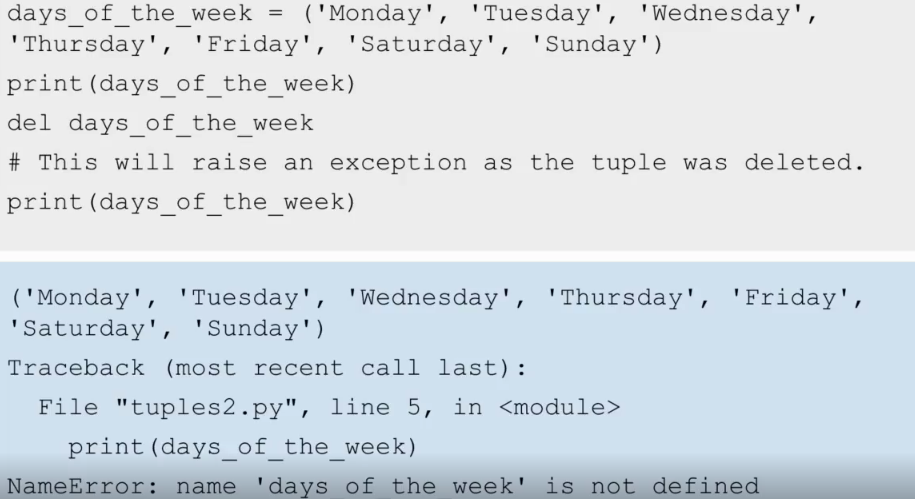 days_of_the_week = ('Monday', 'Tuesday', 'Wednesday',
'Thursday', 'Friday', 'Saturday', 'Sunday')
print(days_of_the_week)
del days_of_the_week
# This will raise an exception as the tuple was deleted.
print(days_of_the_week)
('Monday', 'Tuesday', 'Wednesday', 'Thursday', 'Friday',
'Saturday', 'Sunday')
Traceback (most recent call last):
  File "tuples2.py", line 5, in <module>
    print(days_of_the_week)
NameError: name 'days_of_the_week' is not defined